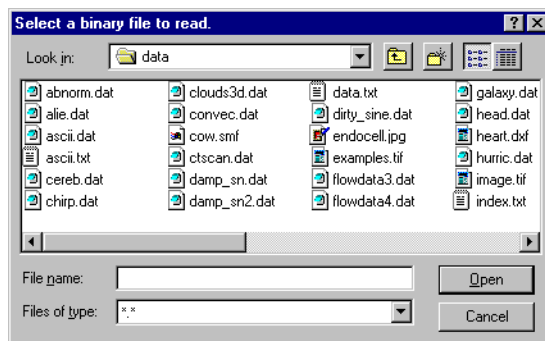 Select a binary file to read.
Look in: data
abnorm.dat clouds3d.dat data.txt galaxy.dat
alie.dat convec.dat dirty_sine.dat head.dat
ascii.dat cow.smf endocell.jpg heart.dxf
ascii.txt ctscan.dat examples.tif hurric.dat
cereb.dat damp_sn.dat flowdata3.dat image.tif
chirp.dat damp_sn2.dat flowdata4.dat index.txt
File name: Open
Files of type: *.* Cancel